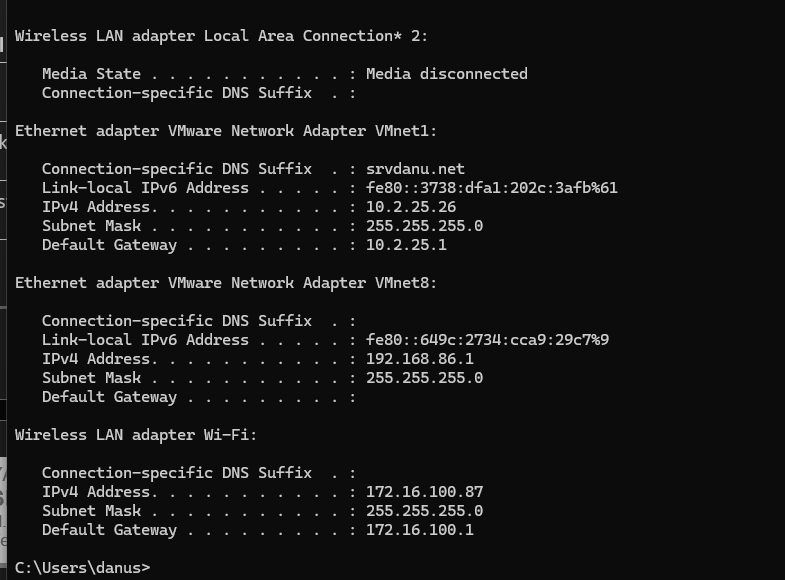 Wireless LAN adapter Local Area Connection* 2:
Media State . . . . . . . . . . . : Media disconnected
Connection-specific DNS Suffix  . :
Ethernet adapter VMware Network Adapter VMnet1:
Connection-specific DNS Suffix  . : srvdanu.net
Link-local IPv6 Address . . . . . : fe80::3738:dfa1:202c:3afb%61
IPv4 Address. . . . . . . . . . . : 10.2.25.26
Subnet Mask . . . . . . . . . . . : 255.255.255.0
Default Gateway . . . . . . . . . : 10.2.25.1
Ethernet adapter VMware Network Adapter VMnet8:
Connection-specific DNS Suffix  . :
Link-local IPv6 Address . . . . . : fe80::649c:2734:cca9:29c7%9
IPv4 Address. . . . . . . . . . . : 192.168.86.1
Subnet Mask . . . . . . . . . . . : 255.255.255.0
Default Gateway . . . . . . . . . :
Wireless LAN adapter Wi-Fi:
Connection-specific DNS Suffix  . :
IPv4 Address. . . . . . . . . . . : 172.16.100.87
Subnet Mask . . . . . . . . . . . : 255.255.255.0
Default Gateway . . . . . . . . . : 172.16.100.1
C:\Users\danus>